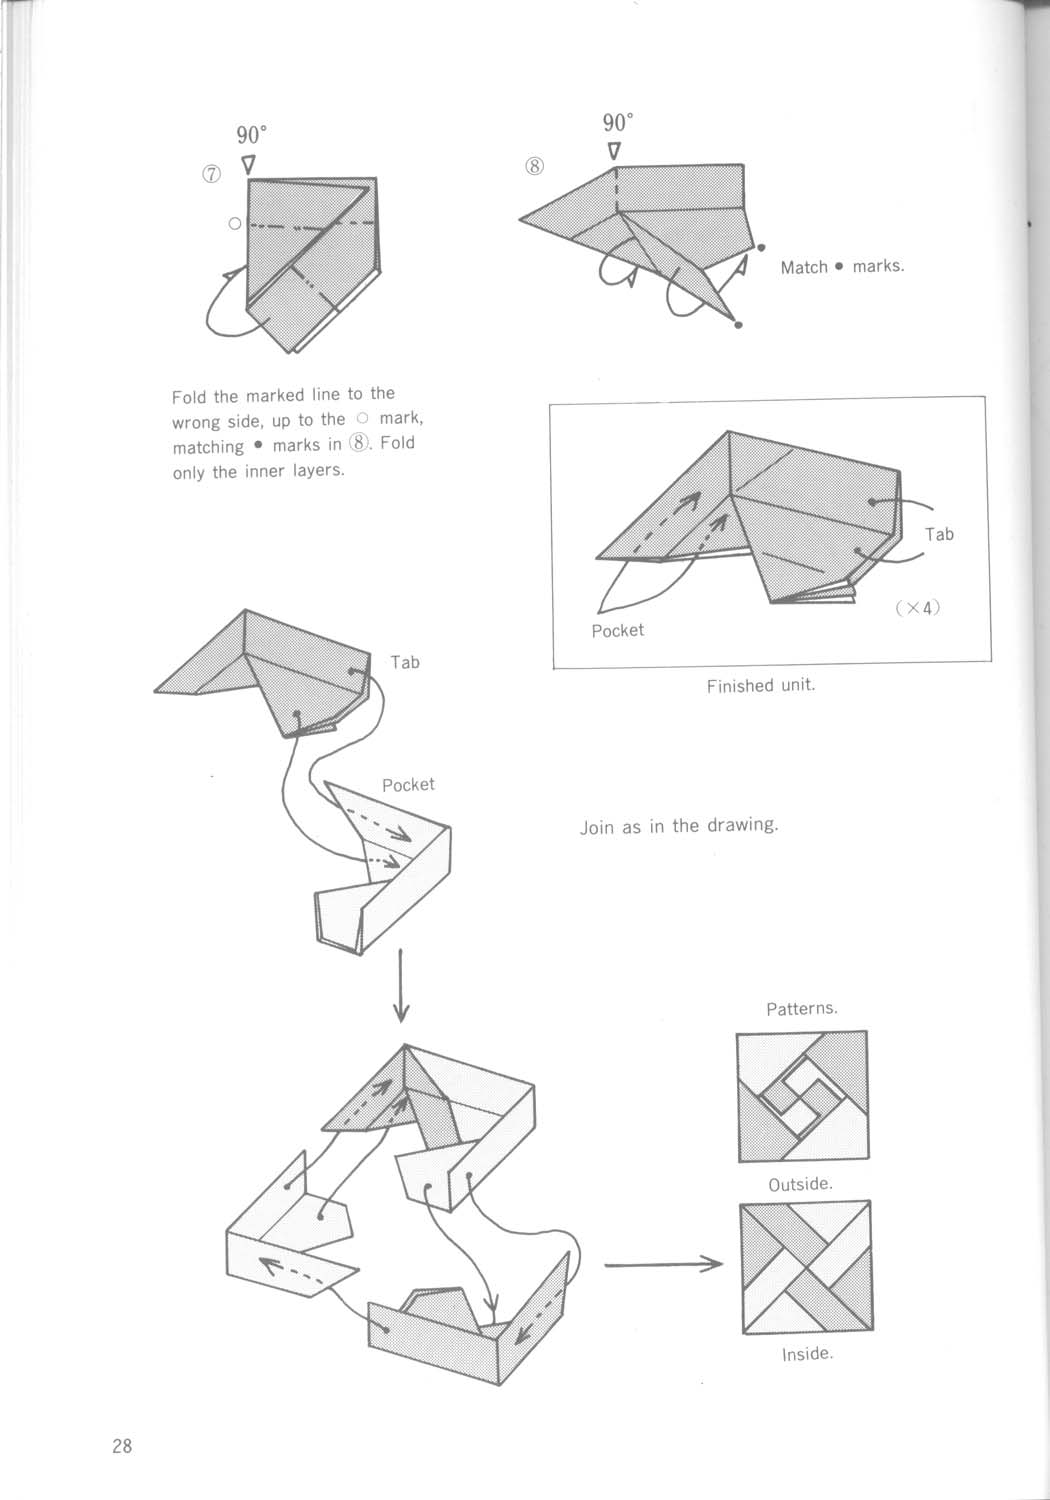 90°
⑦
90°
⑧
Match ● marks.
Fold the marked line to the
wrong side, up to the ○ mark,
matching ● marks in ⑧. Fold
only the inner layers.
Tab
(×4)
Pocket
Finished unit.
Tab
Pocket
Join as in the drawing.
Patterns.
Outside.
Inside.
28